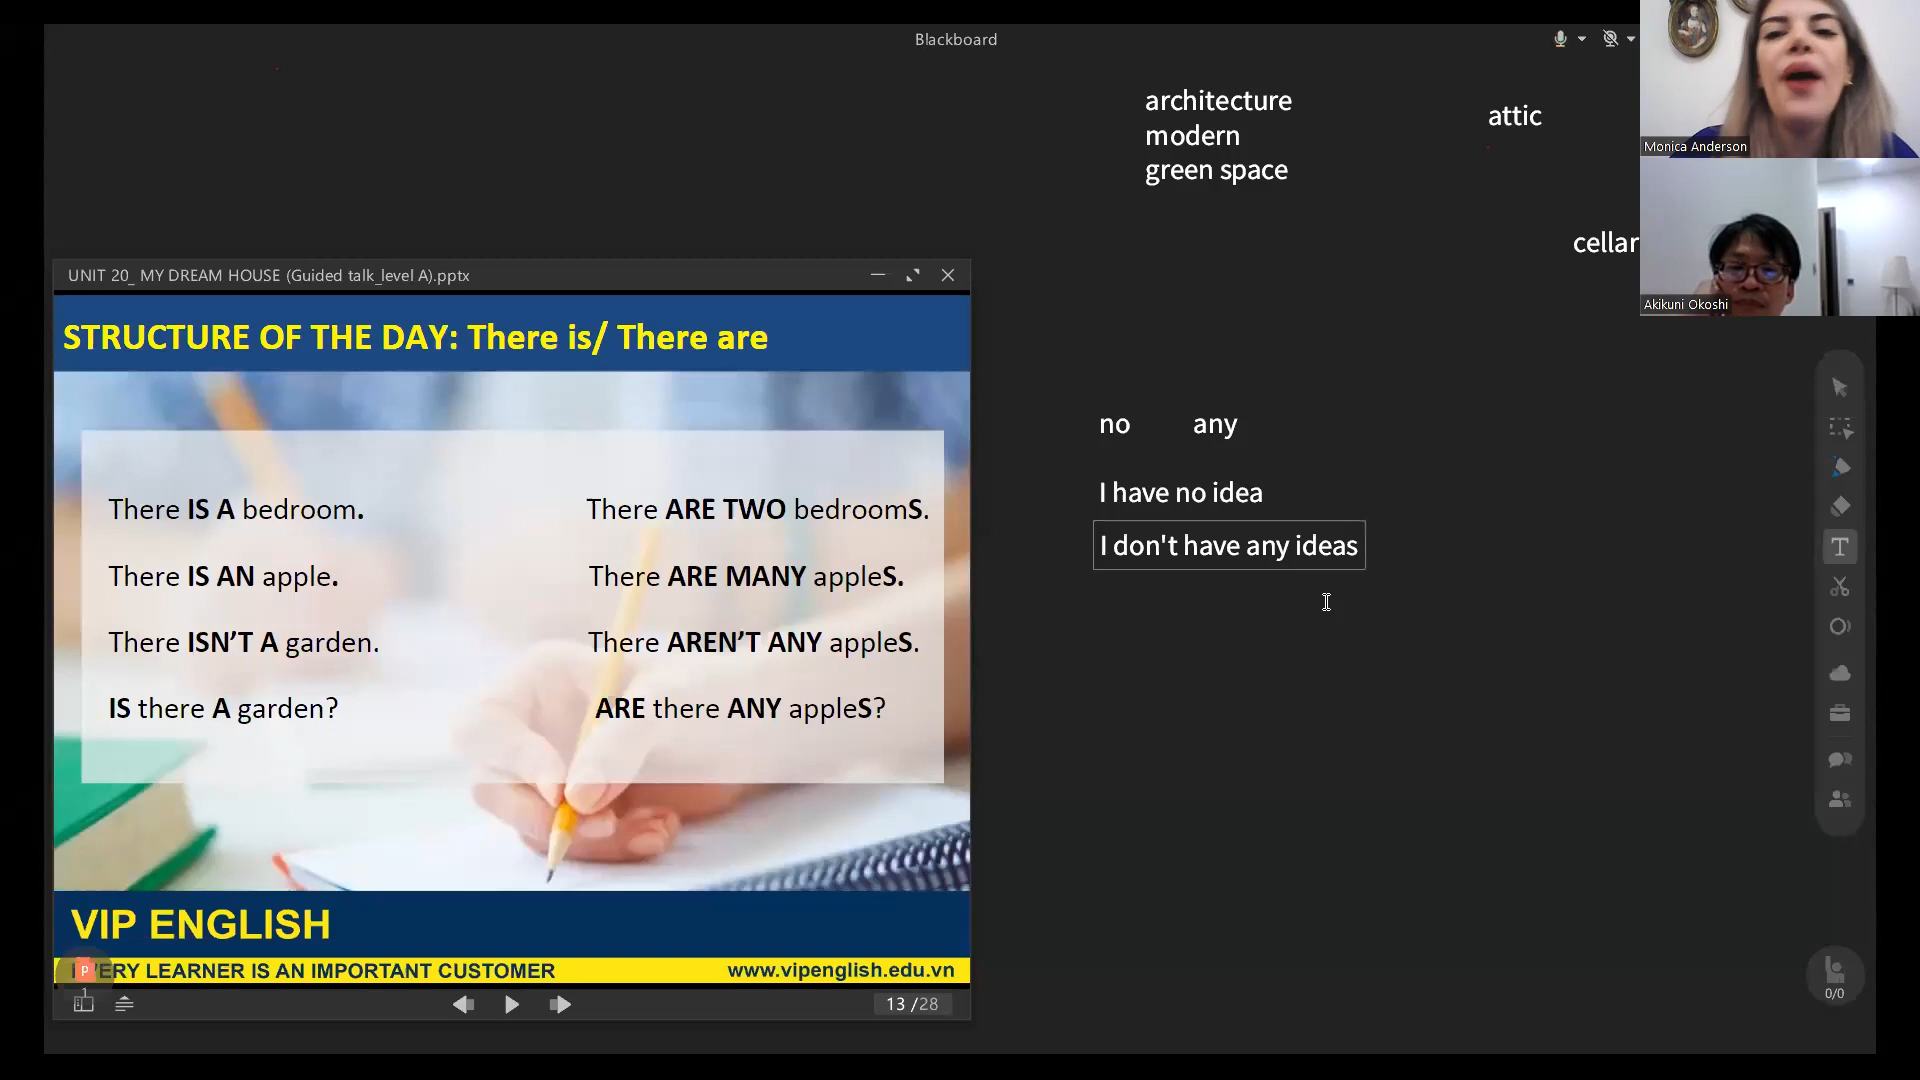 Blackboard
architecture
modern
green space
attic
cellar
Monica Anderson
Akikuni Okoshi
UNIT 20_ MY DREAM HOUSE (Guided talk_level A).pptx
STRUCTURE OF THE DAY: There is/ There are
There IS A bedroom.
There ARE TWO bedroomS.
There IS AN apple.
There ARE MANY appleS.
There ISN’T A garden.
There AREN’T ANY appleS.
IS there A garden?
ARE there ANY appleS?
no any
I have no idea
I don't have any ideas
VIP ENGLISH
LEARNER IS AN IMPORTANT CUSTOMER
www.vipenglish.edu.vn
P
1
13 /28
T
0/0